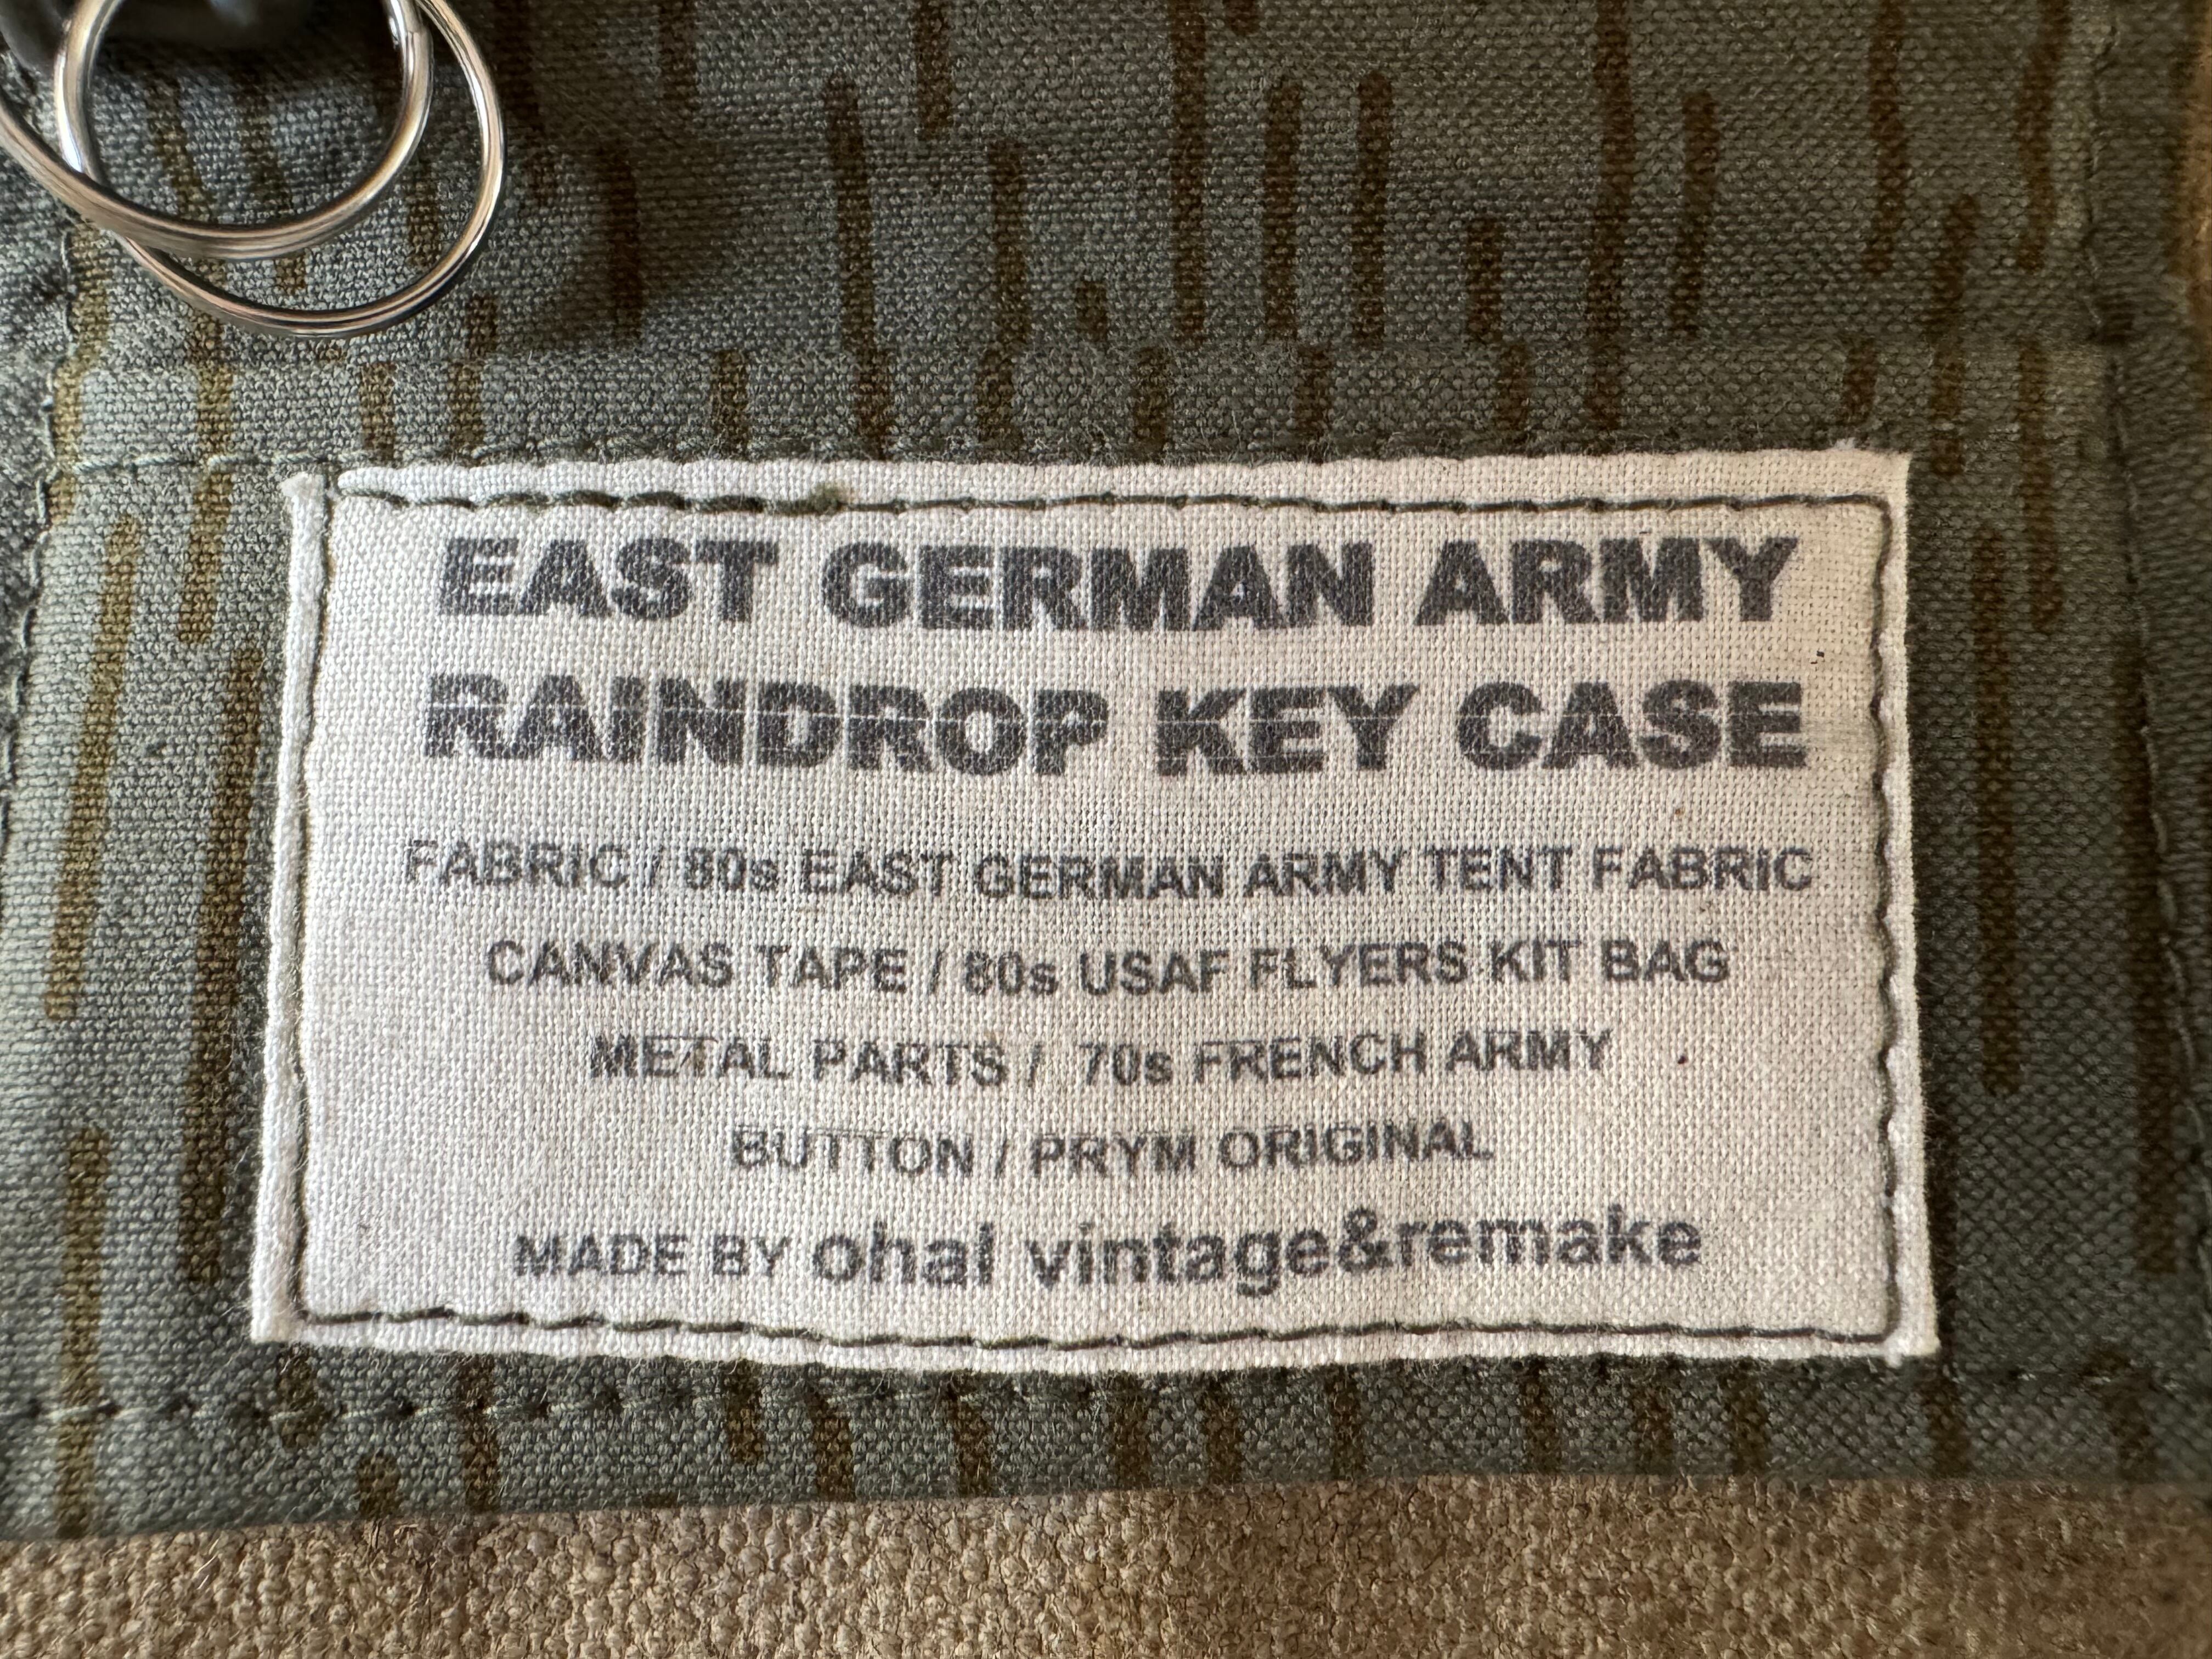 EAST GERMAN ARMY
RAINDROP KEY CASE
FABRIC / 80s EAST GERMAN ARMY TENT FABRIC
CANVAS TAPE / 80s USAF FLYERS KIT BAG
METAL PARTS / 70s FRENCH ARMY
BUTTON / PRYM ORIGINAL
MADE BY ohal vintage&remake